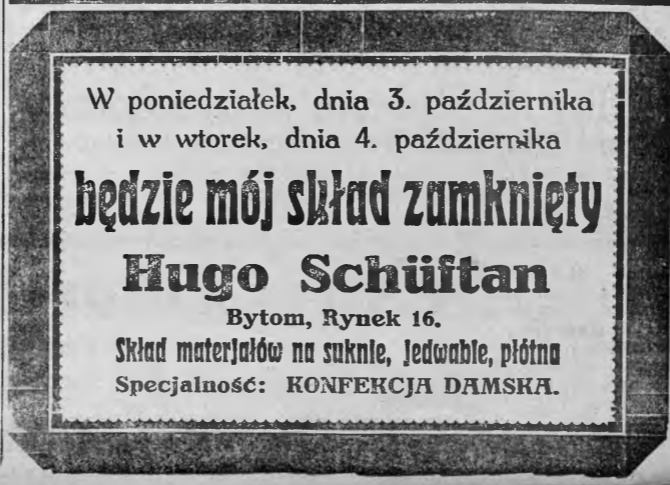 W poniedziałek, dnia 3. października
i w wtorek, dnia 4. października
będzie mój skład zamknięty
Hugo Schüftan
Bytom, Rynek 16.
Skład materjałów na suknie, jedwabie, płótna
Specjalność: KONFEKCJA DAMSKA.